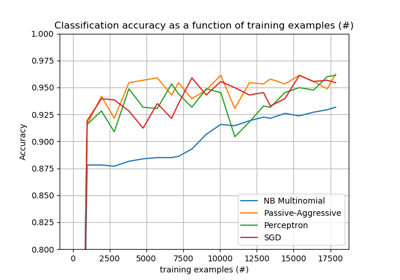 Classification accuracy as a function of training examples (#)
1.000
0.975
0.950
0.925
0.900
0.875
0.850
0.825
0.800
Accuracy
NB Multinomial
Passive-Aggressive
Perceptron
SGD
0 2500 5000 7500 10000 12500 15000 17500
training examples (#)